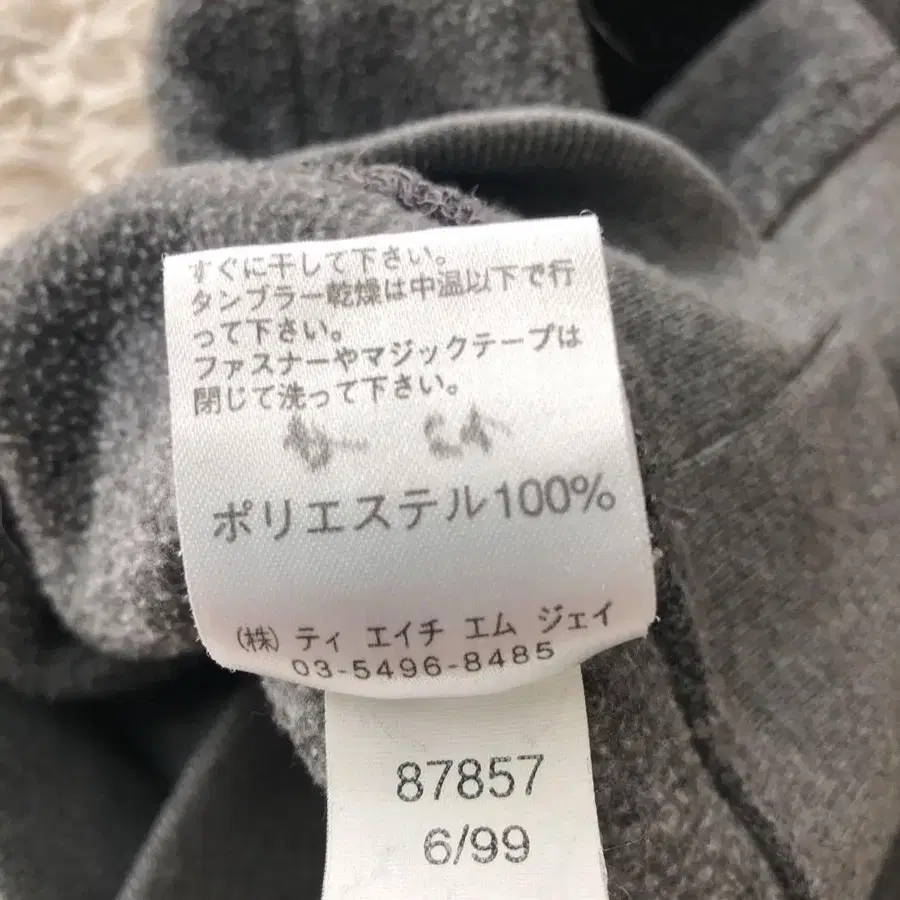 すぐに干して下さい。
タンブラー乾燥は中温以下で行
って下さい。
ファスナーやマジックテープは
閉じて洗って下さい。
ポリエステル100%
(株) ティ エイチ エム ジェイ
03-5496-8485
87857
6/99